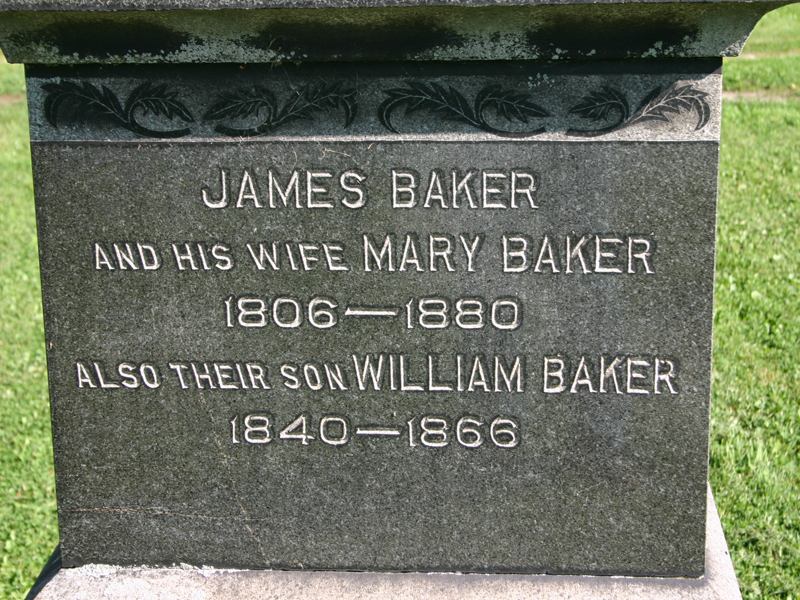 JAMES BAKER
AND HIS WIFE MARY BAKER
1806—1880
ALSO THEIR SON WILLIAM BAKER
1840—1866